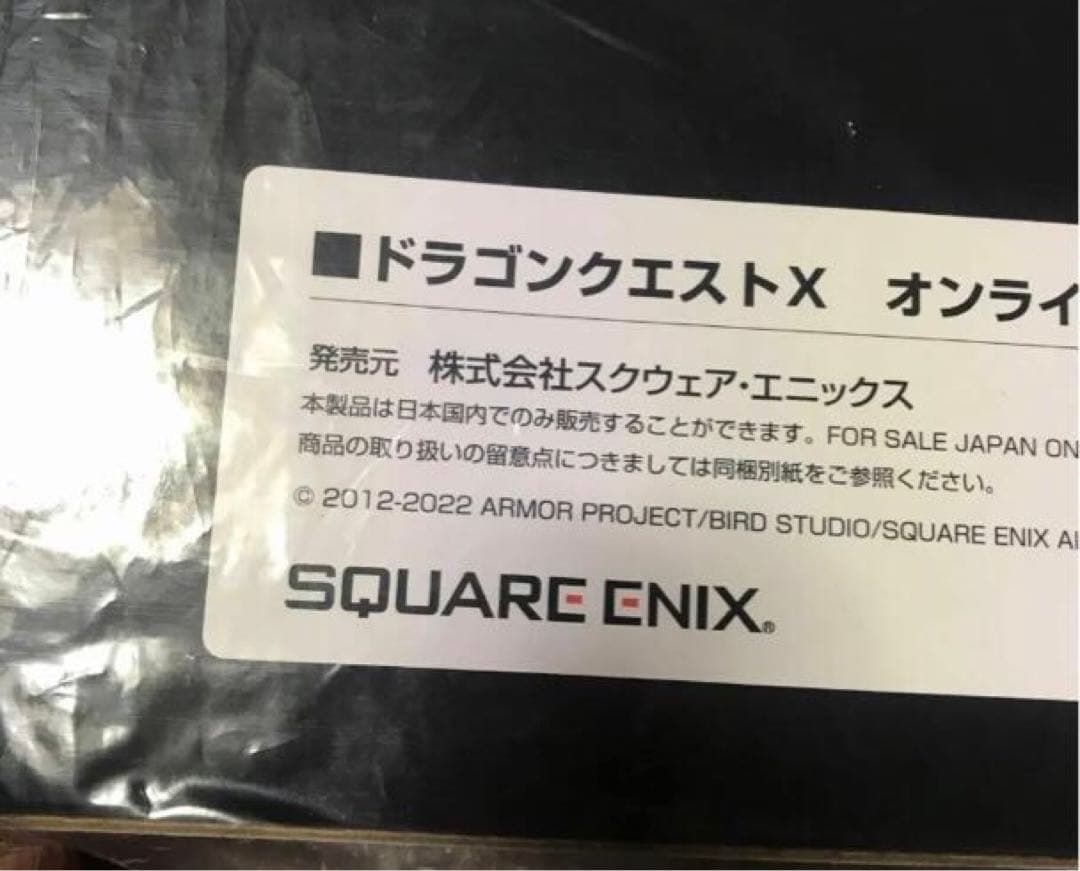 ■ドラゴンクエストX オンライ
発売元 株式会社スクウェア・エニックス
本製品は日本国内でのみ販売することができます。FOR SALE JAPAN ON
商品の取り扱いの留意点につきましては同梱別紙をご参照ください。
© 2012-2022 ARMOR PROJECT/BIRD STUDIO/SQUARE ENIX Al
SQUARE ENIX®